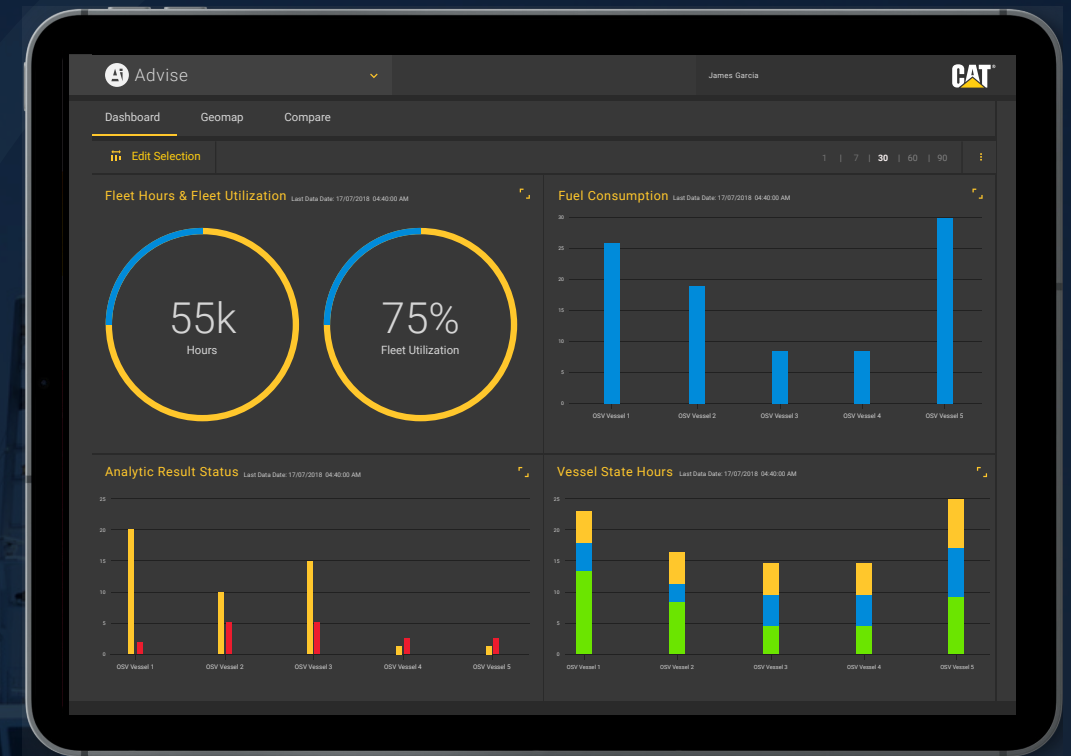 Ai Advise
James Garcia
CAT®
Dashboard Geomap Compare
Edit Selection
1 | 7 | 30 | 60 | 90
Fleet Hours & Fleet Utilization Last Data Date: 17/07/2018 04:40:00 AM
55k
Hours
75%
Fleet Utilization
Fuel Consumption Last Data Date: 17/07/2018 04:40:00 AM
30
25
20
15
10
5
0
OSV Vessel 1 OSV Vessel 2 OSV Vessel 3 OSV Vessel 4 OSV Vessel 5
Analytic Result Status Last Data Date: 17/07/2018 04:40:00 AM
25
20
15
10
5
0
OSV Vessel 1 OSV Vessel 2 OSV Vessel 3 OSV Vessel 4 OSV Vessel 5
Vessel State Hours Last Data Date: 17/07/2018 04:40:00 AM
25
20
15
10
5
0
OSV Vessel 1 OSV Vessel 2 OSV Vessel 3 OSV Vessel 4 OSV Vessel 5